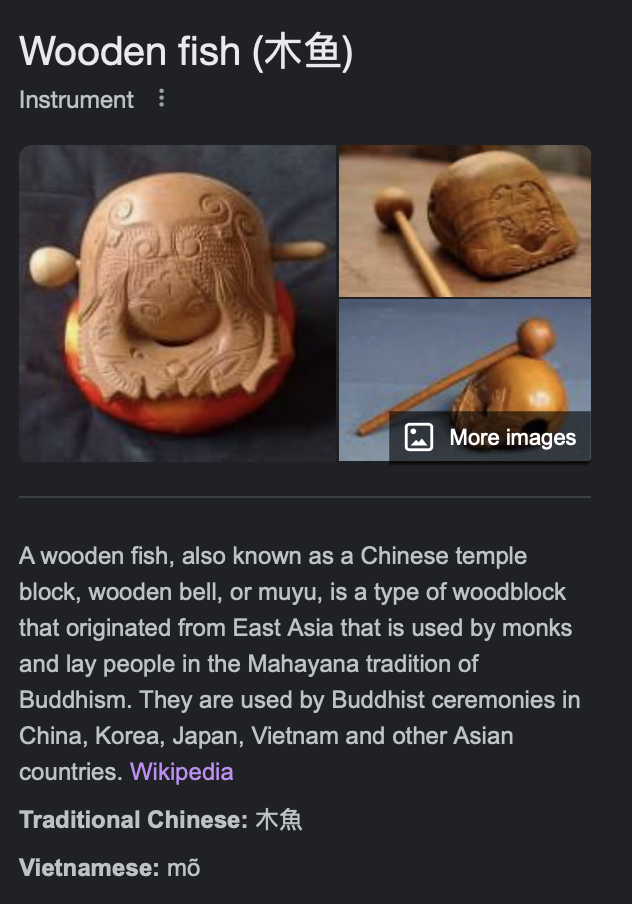 Wooden fish (木鱼)
Instrument
More images
A wooden fish, also known as a Chinese temple
block, wooden bell, or muyu, is a type of woodblock
that originated from East Asia that is used by monks
and lay people in the Mahayana tradition of
Buddhism. They are used by Buddhist ceremonies in
China, Korea, Japan, Vietnam and other Asian
countries. Wikipedia
Traditional Chinese: 木魚
Vietnamese: mõ